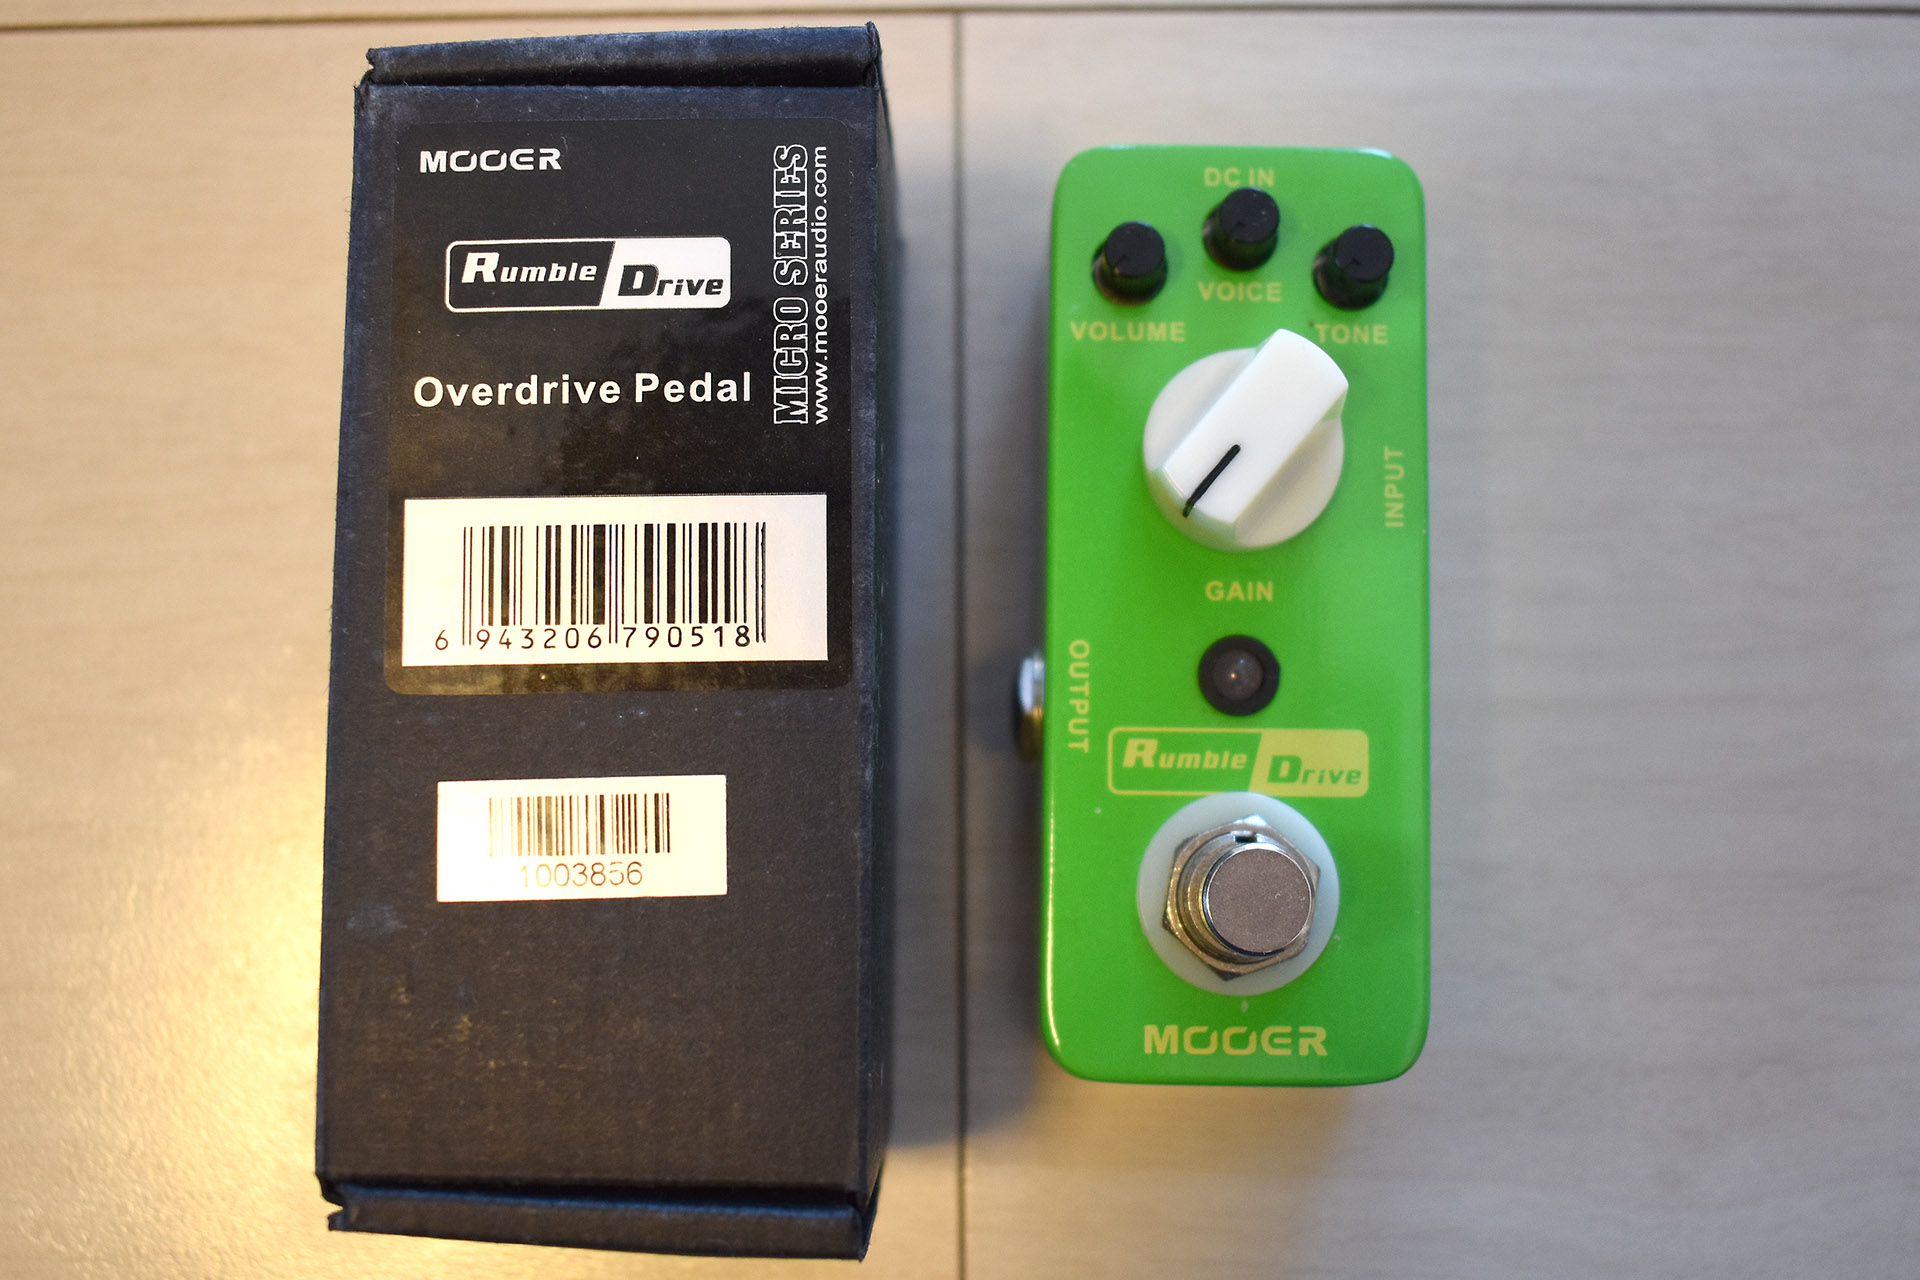 MOOER
Rumble Drive
Overdrive Pedal
MICRO SERIES
www.mooeraudio.com
6 943206 790518
1003856
DC IN
VOICE
VOLUME
TONE
INPUT
GAIN
OUTPUT
Rumble Drive
MOOER